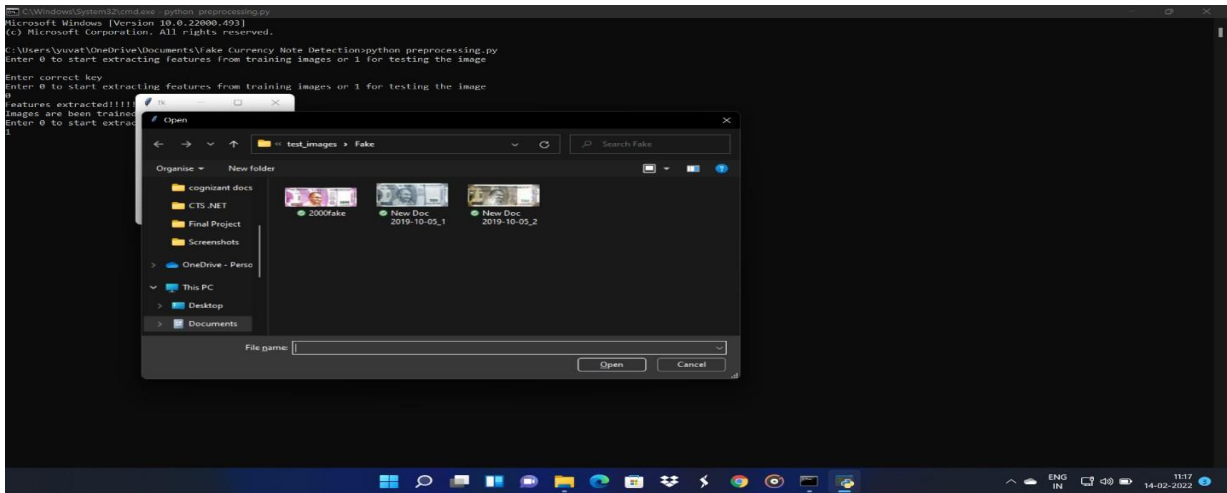 C:\Windows\System32\cmd.exe - python preprocessing.py
Microsoft Windows [Version 10.0.22000.493]
(c) Microsoft Corporation. All rights reserved.
C:\Users\yuvat\OneDrive\Documents\Fake Currency Note Detection>python preprocessing.py
Enter 0 to start extracting features from training images or 1 for testing the image
Enter correct key
Enter 0 to start extracting features from training images or 1 for testing the image
0
Features extracted!!!!!
Images are been trained
Enter 0 to start extrac
1
tk
Open
« test_images › Fake
Search Fake
Organise
New folder
cognizant docs
CTS .NET
Final Project
Screenshots
OneDrive - Perso
This PC
Desktop
Documents
2000fake
New Doc
2019-10-05_1
New Doc
2019-10-05_2
File name:
Open
Cancel
ENG
IN
11:17
14-02-2022
3